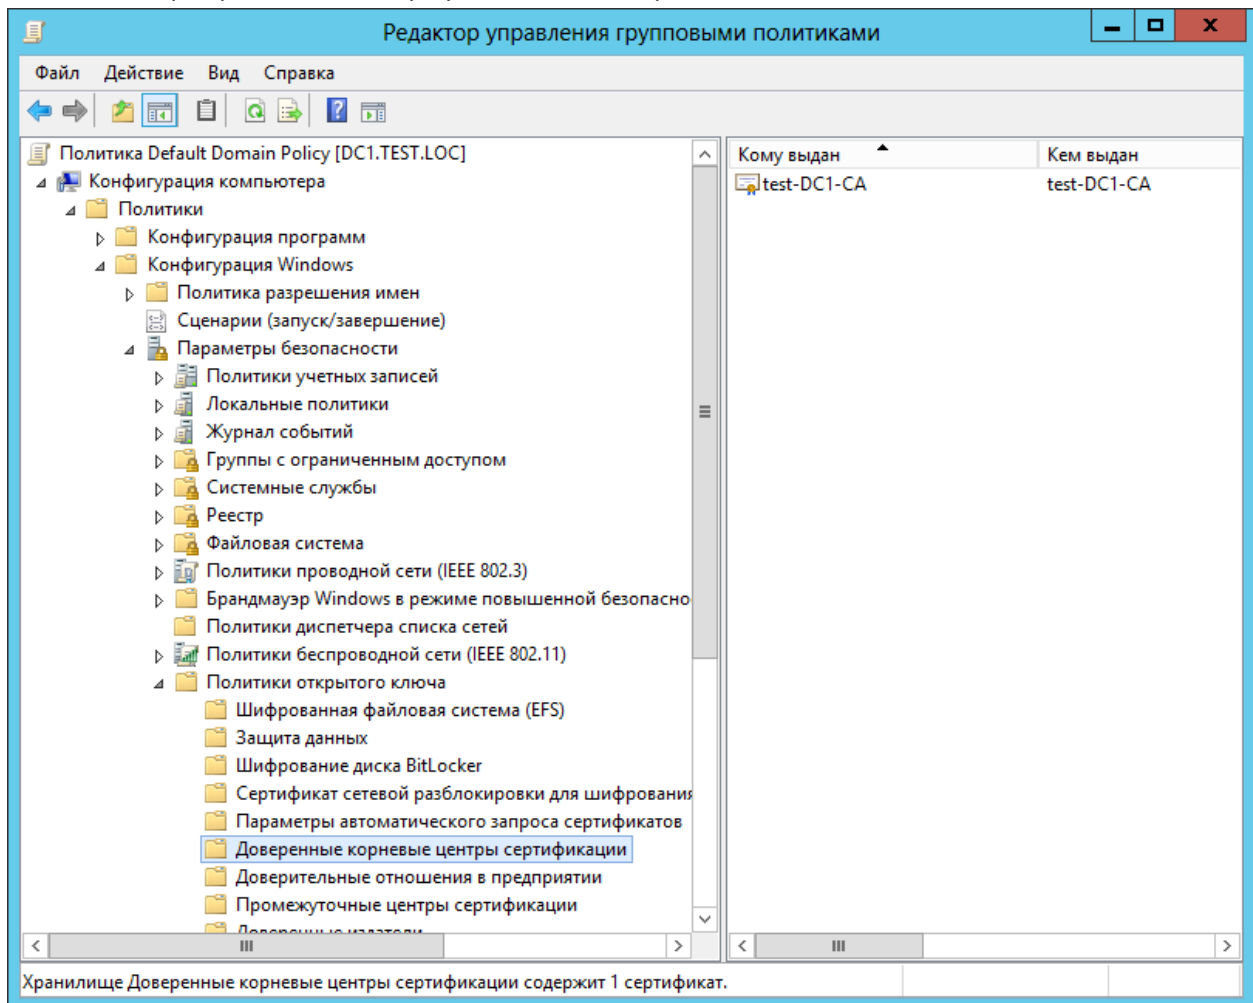 Редактор управления групповыми политиками
Файл Действие Вид Справка
Политика Default Domain Policy [DC1.TEST.LOC]
Конфигурация компьютера
Политики
Конфигурация программ
Конфигурация Windows
Политика разрешения имен
Сценарии (запуск/завершение)
Параметры безопасности
Политики учетных записей
Локальные политики
Журнал событий
Группы с ограниченным доступом
Системные службы
Реестр
Файловая система
Политики проводной сети (IEEE 802.3)
Брандмауэр Windows в режиме повышенной безопасно
Политики диспетчера списка сетей
Политики беспроводной сети (IEEE 802.11)
Политики открытого ключа
Шифрованная файловая система (EFS)
Защита данных
Шифрование диска BitLocker
Сертификат сетевой разблокировки для шифрования
Параметры автоматического запроса сертификатов
Доверенные корневые центры сертификации
Доверительные отношения в предприятии
Промежуточные центры сертификации
Доверенные издатели
Кому выдан Кем выдан
test-DC1-CA test-DC1-CA
Хранилище Доверенные корневые центры сертификации содержит 1 сертификат.